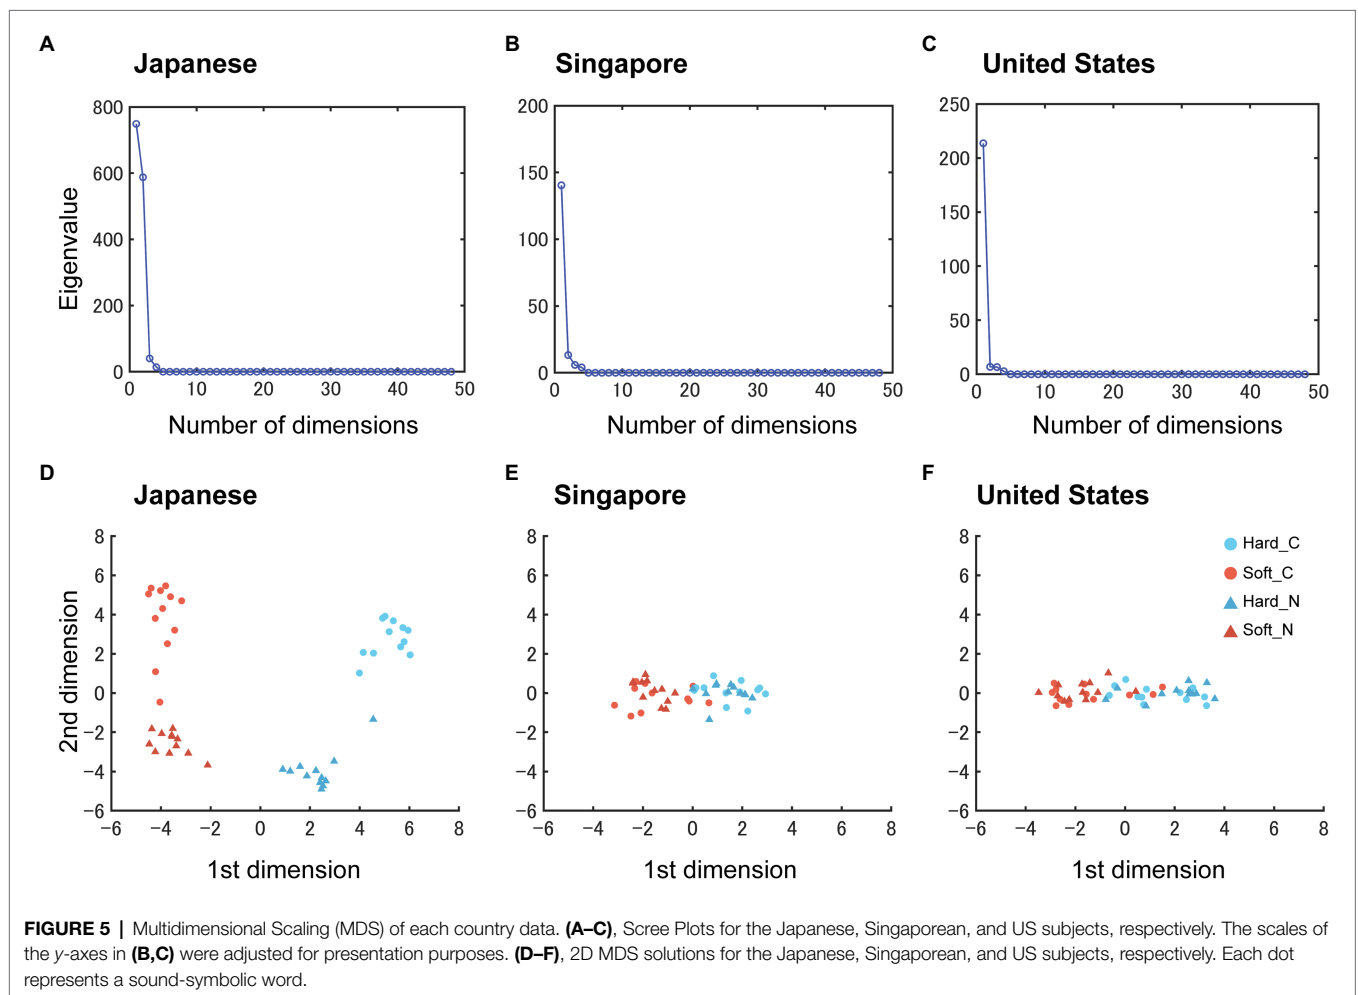 A
Japanese
800
600
400
200
0
0 10 20 30 40 50
Eigenvalue
Number of dimensions
B
Singapore
200
150
100
50
0
0 10 20 30 40 50
Number of dimensions
C
United States
250
200
150
100
50
0
0 10 20 30 40 50
Number of dimensions
D
Japanese
8
6
4
2
0
−2
−4
−6
−6 −4 −2 0 2 4 6 8
2nd dimension
1st dimension
E
Singapore
8
6
4
2
0
−2
−4
−6
−6 −4 −2 0 2 4 6 8
1st dimension
F
United States
8
6
4
2
0
−2
−4
−6
−6 −4 −2 0 2 4 6 8
1st dimension
Hard_C
Soft_C
Hard_N
Soft_N
FIGURE 5 | Multidimensional Scaling (MDS) of each country data. (A–C), Scree Plots for the Japanese, Singaporean, and US subjects, respectively. The scales of
the y-axes in (B,C) were adjusted for presentation purposes. (D–F), 2D MDS solutions for the Japanese, Singaporean, and US subjects, respectively. Each dot
represents a sound-symbolic word.